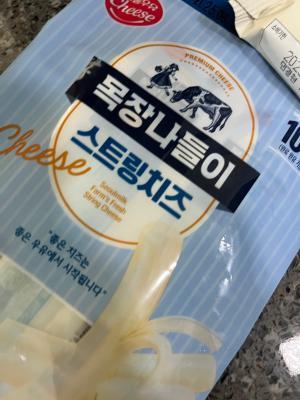 Cheese
PREMIUM CHEESE
목장나들이
스트링치즈
Seoulmilk
Farm's Fresh
String Cheese
Cheese
"좋은 치즈는
좋은 우유에서 시작됩니다"
10